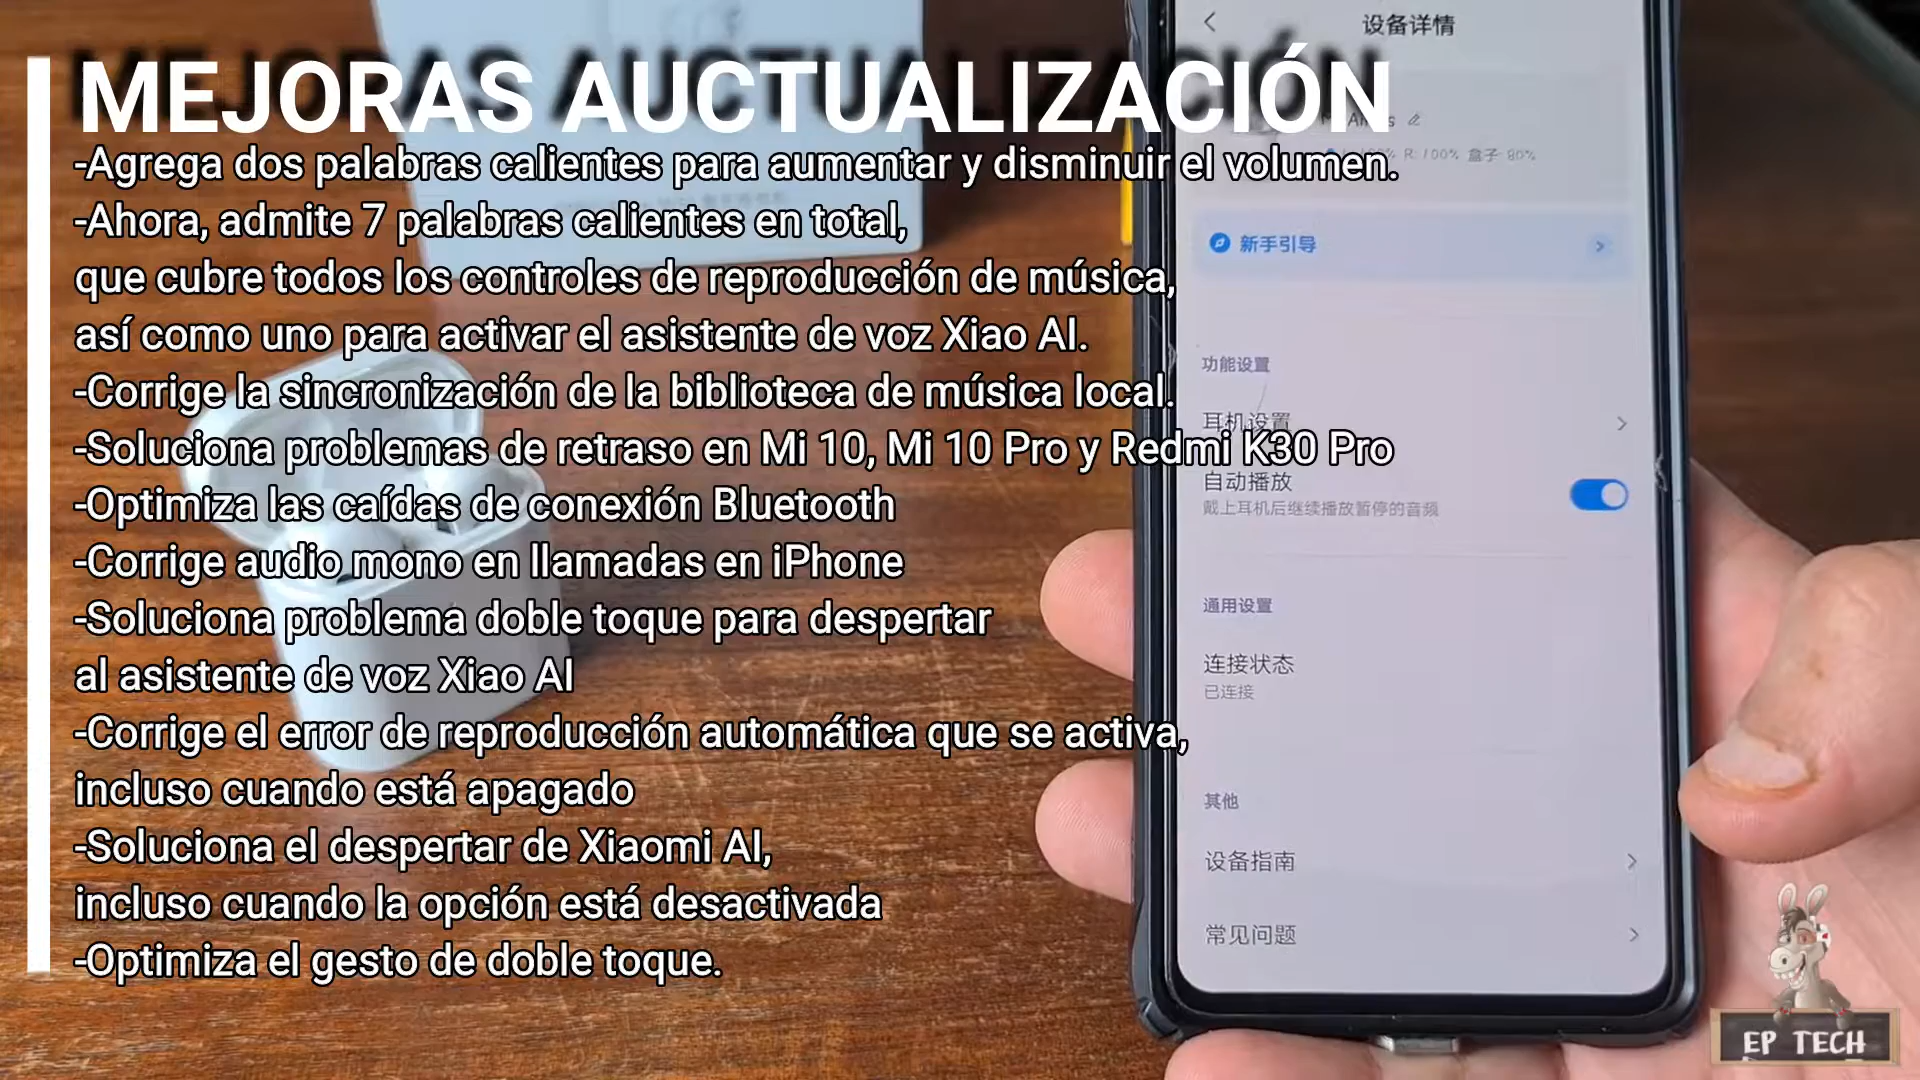 MEJORAS AUCTUALIZACIÓN
-Agrega dos palabras calientes para aumentar y disminuir el volumen.
-Ahora, admite 7 palabras calientes en total,
que cubre todos los controles de reproducción de música,
así como uno para activar el asistente de voz Xiao AI.
-Corrige la sincronización de la biblioteca de música local.
-Soluciona problemas de retraso en Mi 10, Mi 10 Pro y Redmi K30 Pro
-Optimiza las caídas de conexión Bluetooth
-Corrige audio mono en llamadas en iPhone
-Soluciona problema doble toque para despertar
al asistente de voz Xiao AI
-Corrige el error de reproducción automática que se activa,
incluso cuando está apagado
-Soluciona el despertar de Xiaomi AI,
incluso cuando la opción está desactivada
-Optimiza el gesto de doble toque.
设备详情
R: 100% 盒子: 80%
新手引导
功能设置
耳机设置
自动播放
戴上耳机后继续播放暂停的音频
通用设置
连接状态
已连接
其他
设备指南
常见问题
EP TECH